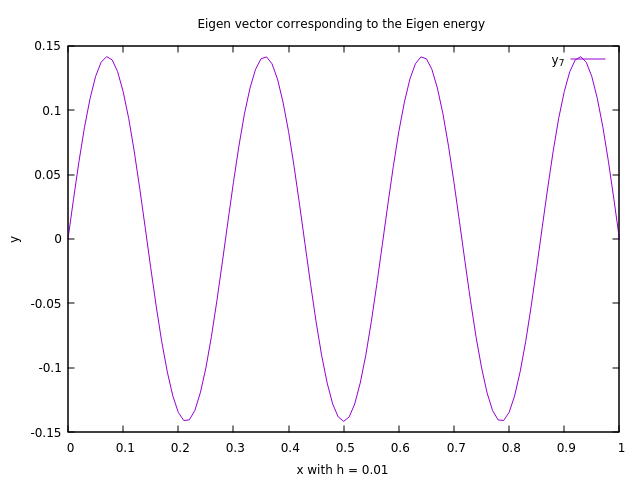 Eigen vector corresponding to the Eigen energy
y7
0.15
0.1
0.05
0
-0.05
-0.1
-0.15
y
0 0.1 0.2 0.3 0.4 0.5 0.6 0.7 0.8 0.9 1
x with h = 0.01